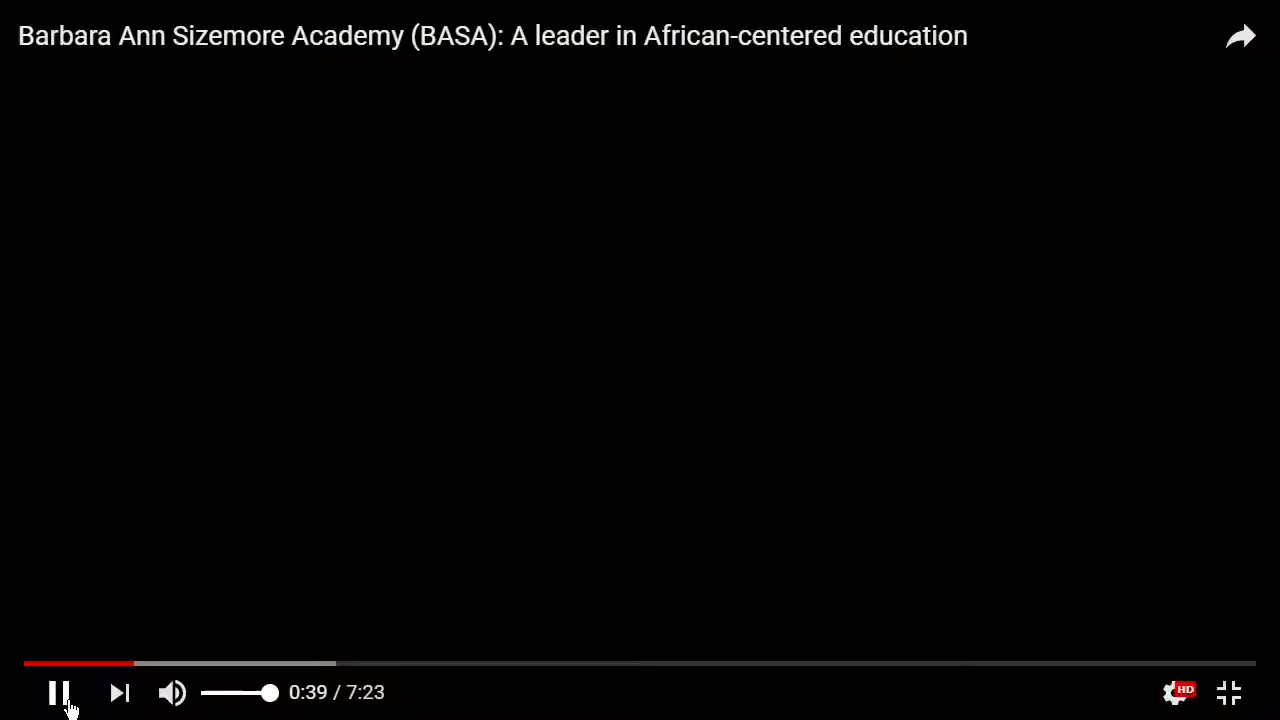 Barbara Ann Sizemore Academy (BASA): A leader in African-centered education
0:39 / 7:23
HD